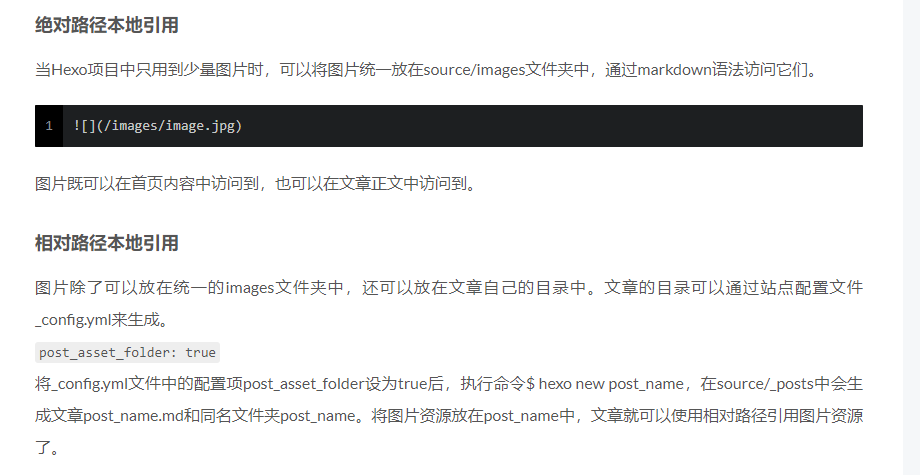 绝对路径本地引用
当Hexo项目中只用到少量图片时，可以将图片统一放在source/images文件夹中，通过markdown语法访问它们。
1 ![](/images/image.jpg)
图片既可以在首页内容中访问到，也可以在文章正文中访问到。
相对路径本地引用
图片除了可以放在统一的images文件夹中，还可以放在文章自己的目录中。文章的目录可以通过站点配置文件
_config.yml来生成。
post_asset_folder: true
将_config.yml文件中的配置项post_asset_folder设为true后，执行命令$ hexo new post_name，在source/_posts中会生
成文章post_name.md和同名文件夹post_name。将图片资源放在post_name中，文章就可以使用相对路径引用图片资源
了。